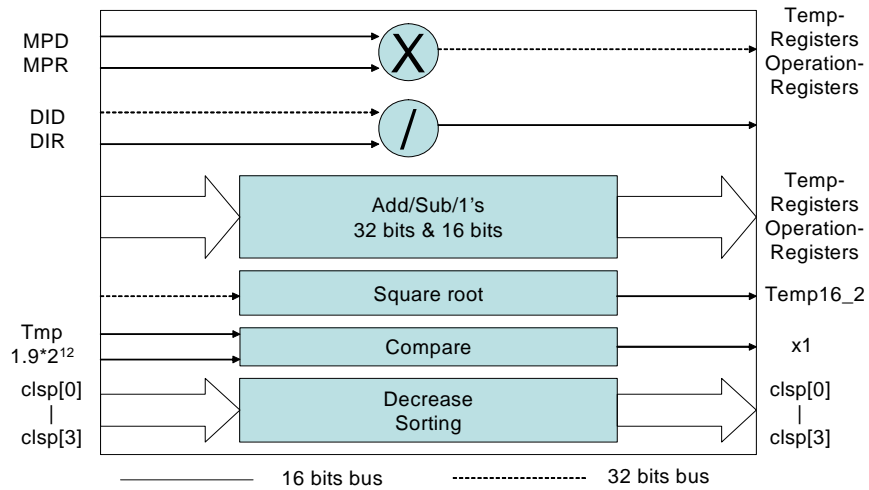 MPD
MPR
X
Temp-
Registers
Operation-
Registers
DID
DIR
/
Add/Sub/1's
32 bits & 16 bits
Temp-
Registers
Operation-
Registers
Square root
Temp16_2
Tmp
1.9*2¹²
Compare
x1
clsp[0]
|
clsp[3]
Decrease
Sorting
clsp[0]
|
clsp[3]
16 bits bus
32 bits bus